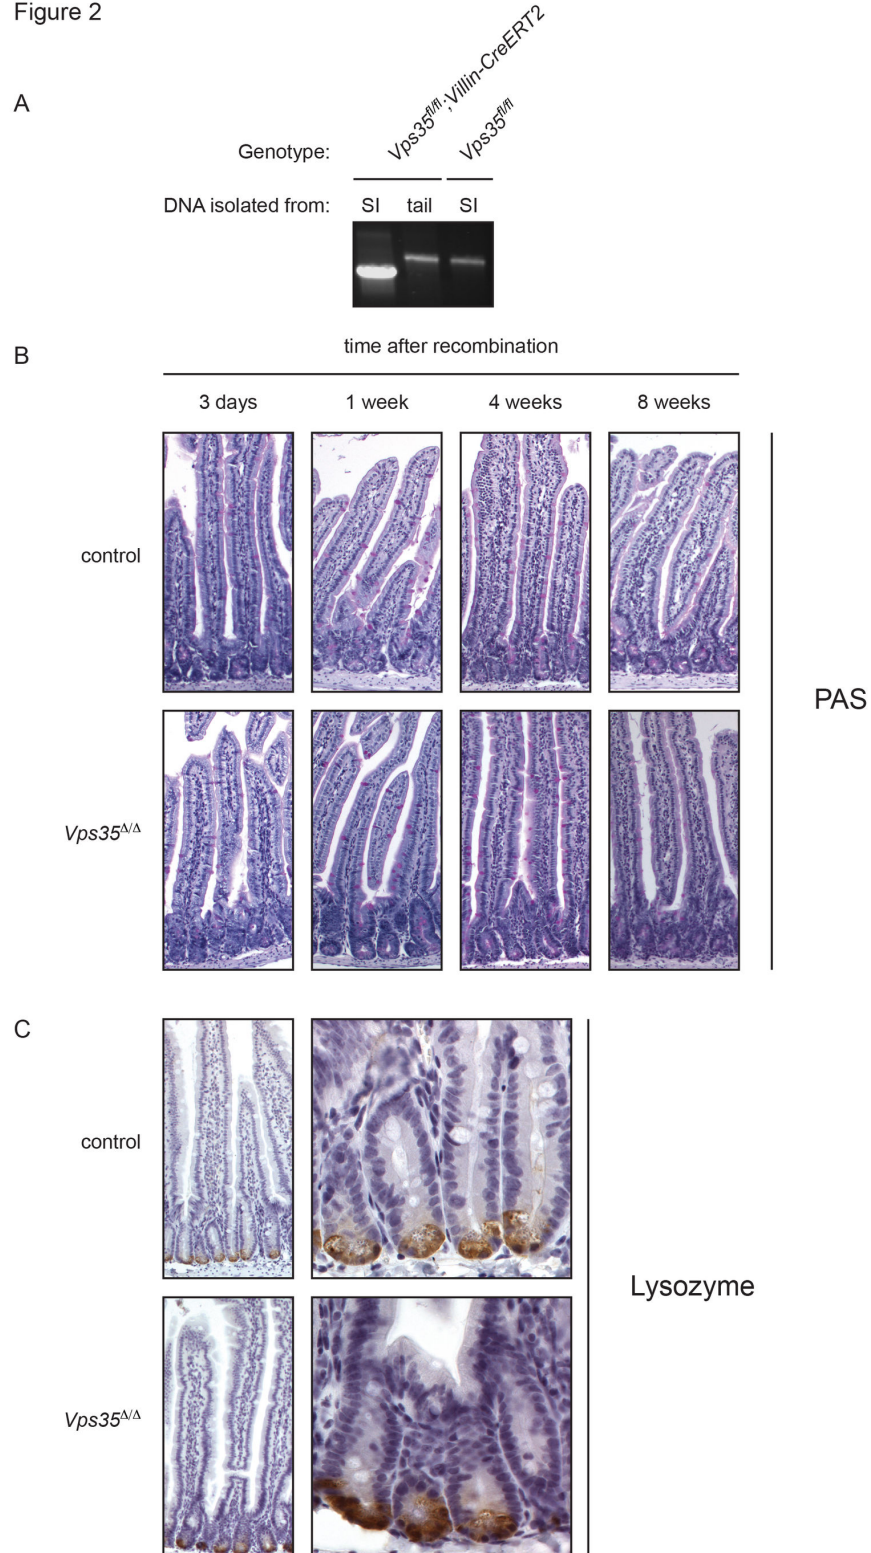 Figure 2
A
Genotype:
Vps35fl/fl;Villin-CreERT2
Vps35fl/fl
DNA isolated from:
SI
tail
SI
B
time after recombination
3 days
1 week
4 weeks
8 weeks
control
Vps35Δ/Δ
PAS
C
control
Vps35Δ/Δ
Lysozyme